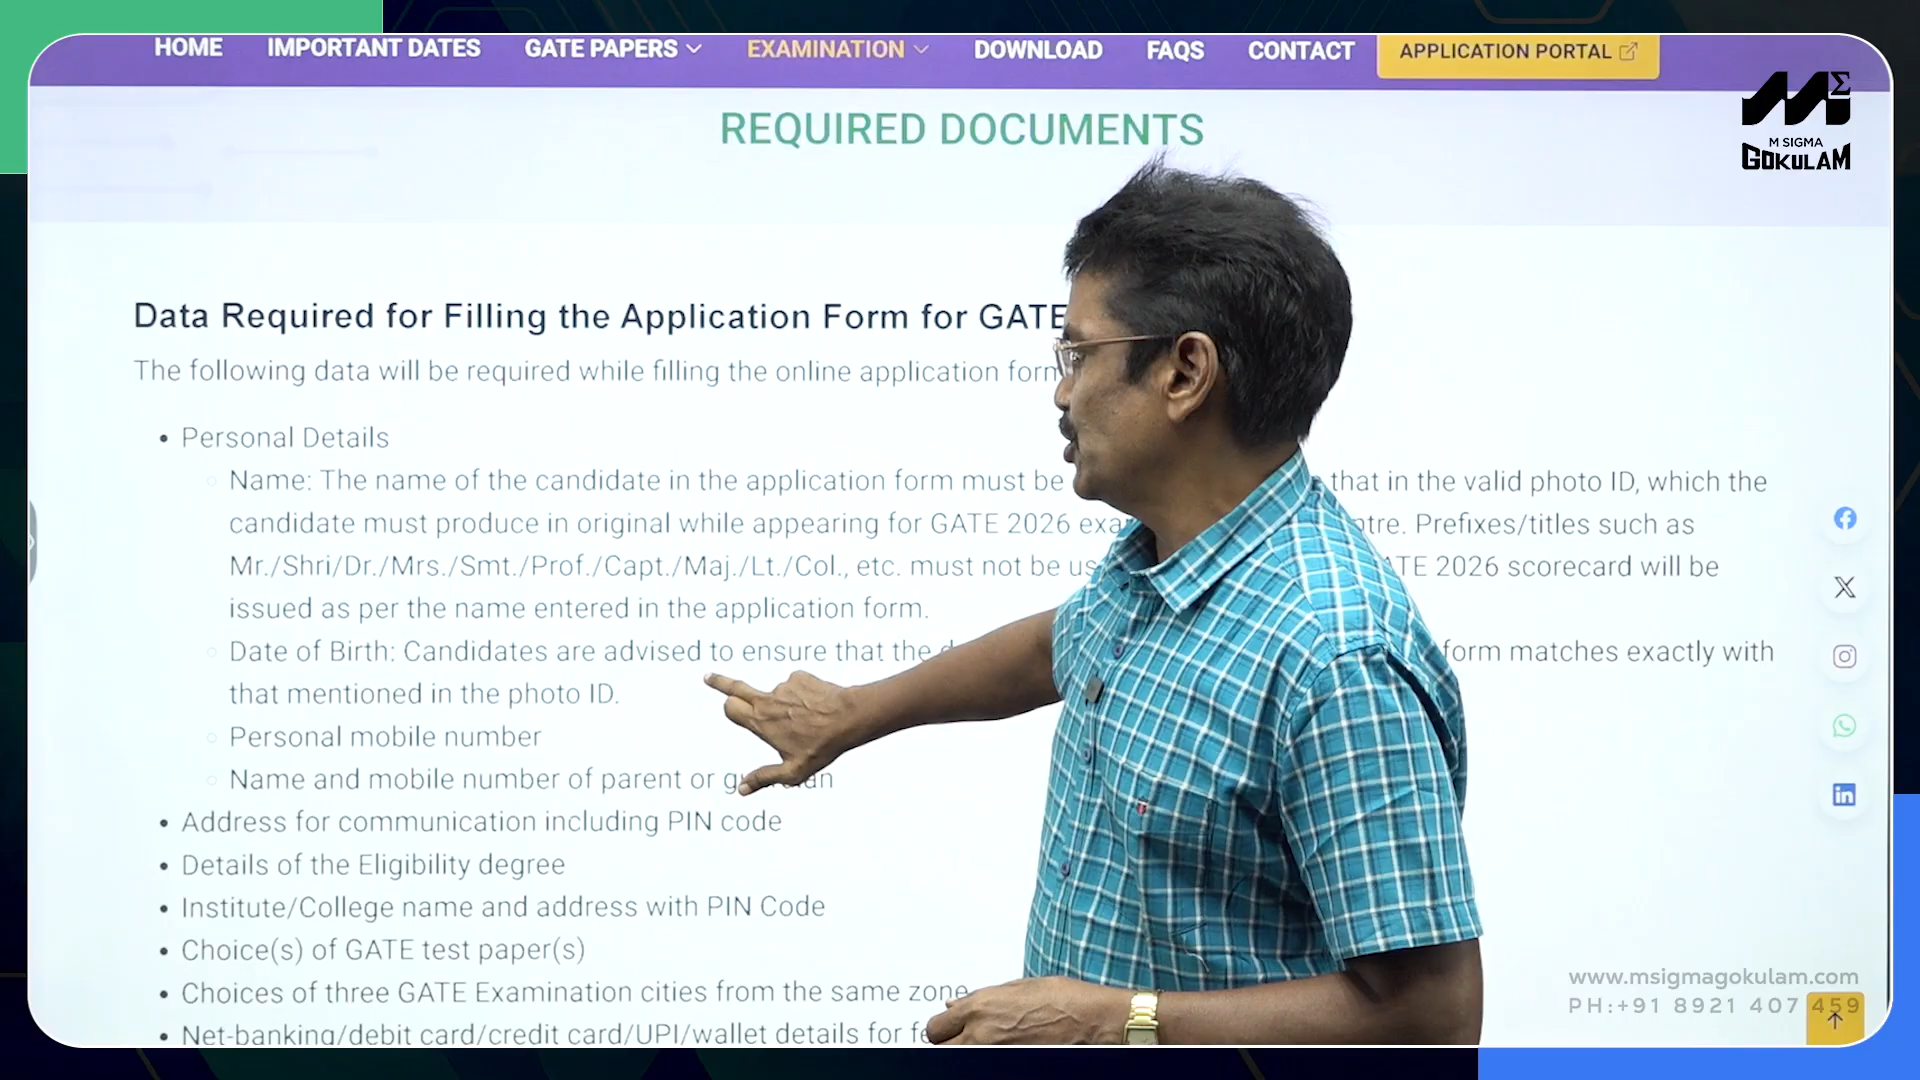 HOME IMPORTANT DATES GATE PAPERS EXAMINATION DOWNLOAD FAQS CONTACT APPLICATION PORTAL
M SIGMA
GOKULAM
REQUIRED DOCUMENTS
Data Required for Filling the Application Form for GATE
The following data will be required while filling the online application form
• Personal Details
Name: The name of the candidate in the application form must be that in the valid photo ID, which the
candidate must produce in original while appearing for GATE 2026 Prefixes/titles such as
Mr./Shri/Dr./Mrs./Smt./Prof./Capt./Maj./Lt./Col., etc. must not be 2026 scorecard will be
issued as per the name entered in the application form.
Date of Birth: Candidates are advised to ensure that the form matches exactly with
that mentioned in the photo ID.
Personal mobile number
Name and mobile number of parent or
• Address for communication including PIN code
• Details of the Eligibility degree
• Institute/College name and address with PIN Code
• Choice(s) of GATE test paper(s)
• Choices of three GATE Examination cities from the same zone
• Net-banking/debit card/credit card/UPI/wallet details for
www.msigmagokulam.com
PH:+91 8921 407 459